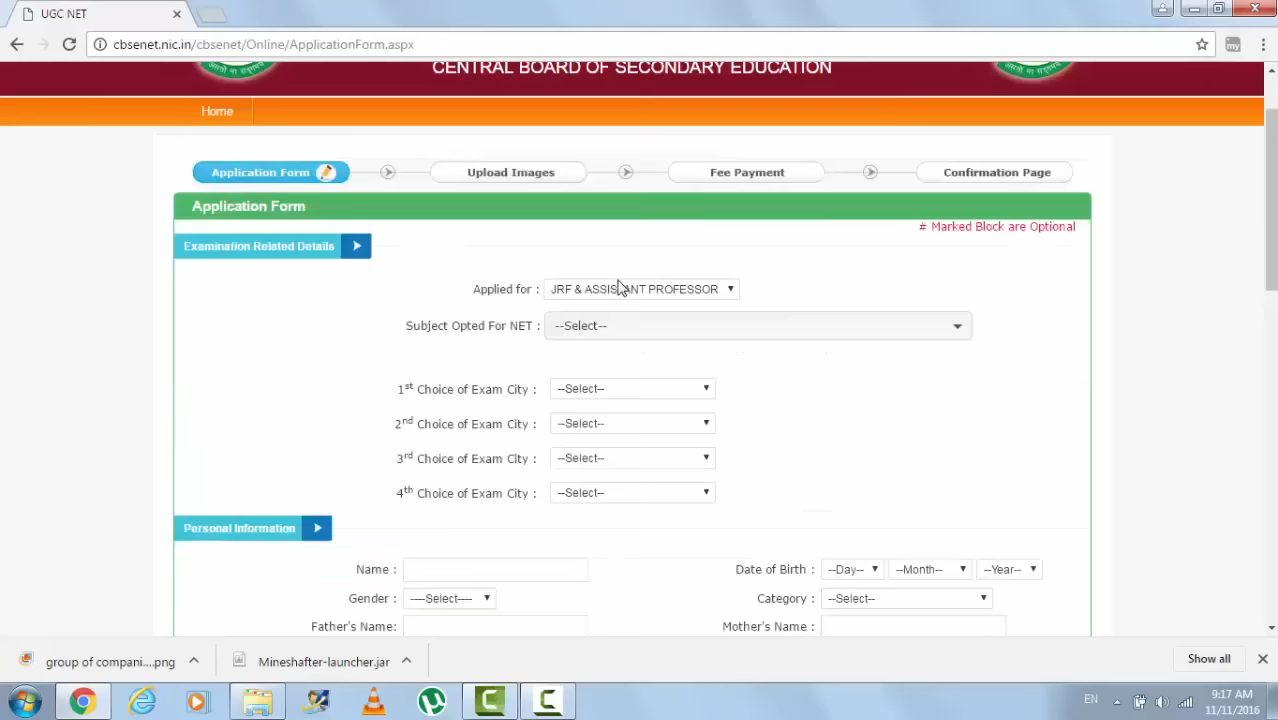 UGC NET
cbsenet.nic.in/cbsenet/Online/ApplicationForm.aspx
my
CENTRAL BOARD OF SECONDARY EDUCATION
Home
Application Form
Upload Images
Fee Payment
Confirmation Page
Application Form
# Marked Block are Optional
Examination Related Details
Applied for : JRF & ASSISTANT PROFESSOR
Subject Opted For NET : --Select--
1st Choice of Exam City : --Select--
2nd Choice of Exam City : --Select--
3rd Choice of Exam City : --Select--
4th Choice of Exam City : --Select--
Personal Information
Name : Date of Birth : --Day-- --Month-- --Year--
Gender : ----Select---- Category : --Select--
Father's Name: Mother's Name :
group of compani....png
Mineshafter-launcher.jar
Show all
EN
9:17 AM
11/11/2016